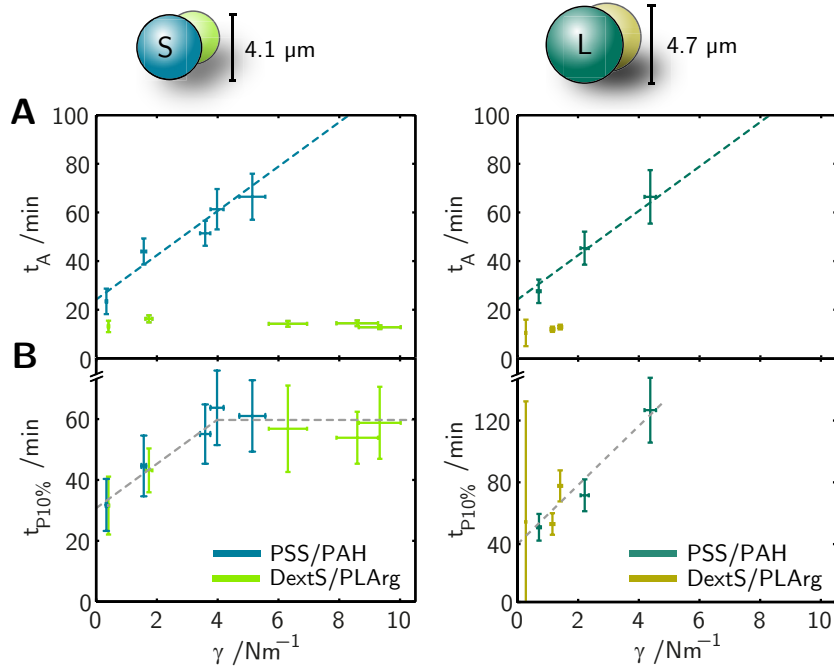 S
4.1 µm
L
4.7 µm
A
100
80
60
40
20
0
t_A /min
100
80
60
40
20
0
t_A /min
B
60
40
20
0
t_P10% /min
PSS/PAH
DextS/PLArg
0 2 4 6 8 10
γ /Nm⁻¹
120
80
40
0
t_P10% /min
PSS/PAH
DextS/PLArg
0 2 4 6 8 10
γ /Nm⁻¹